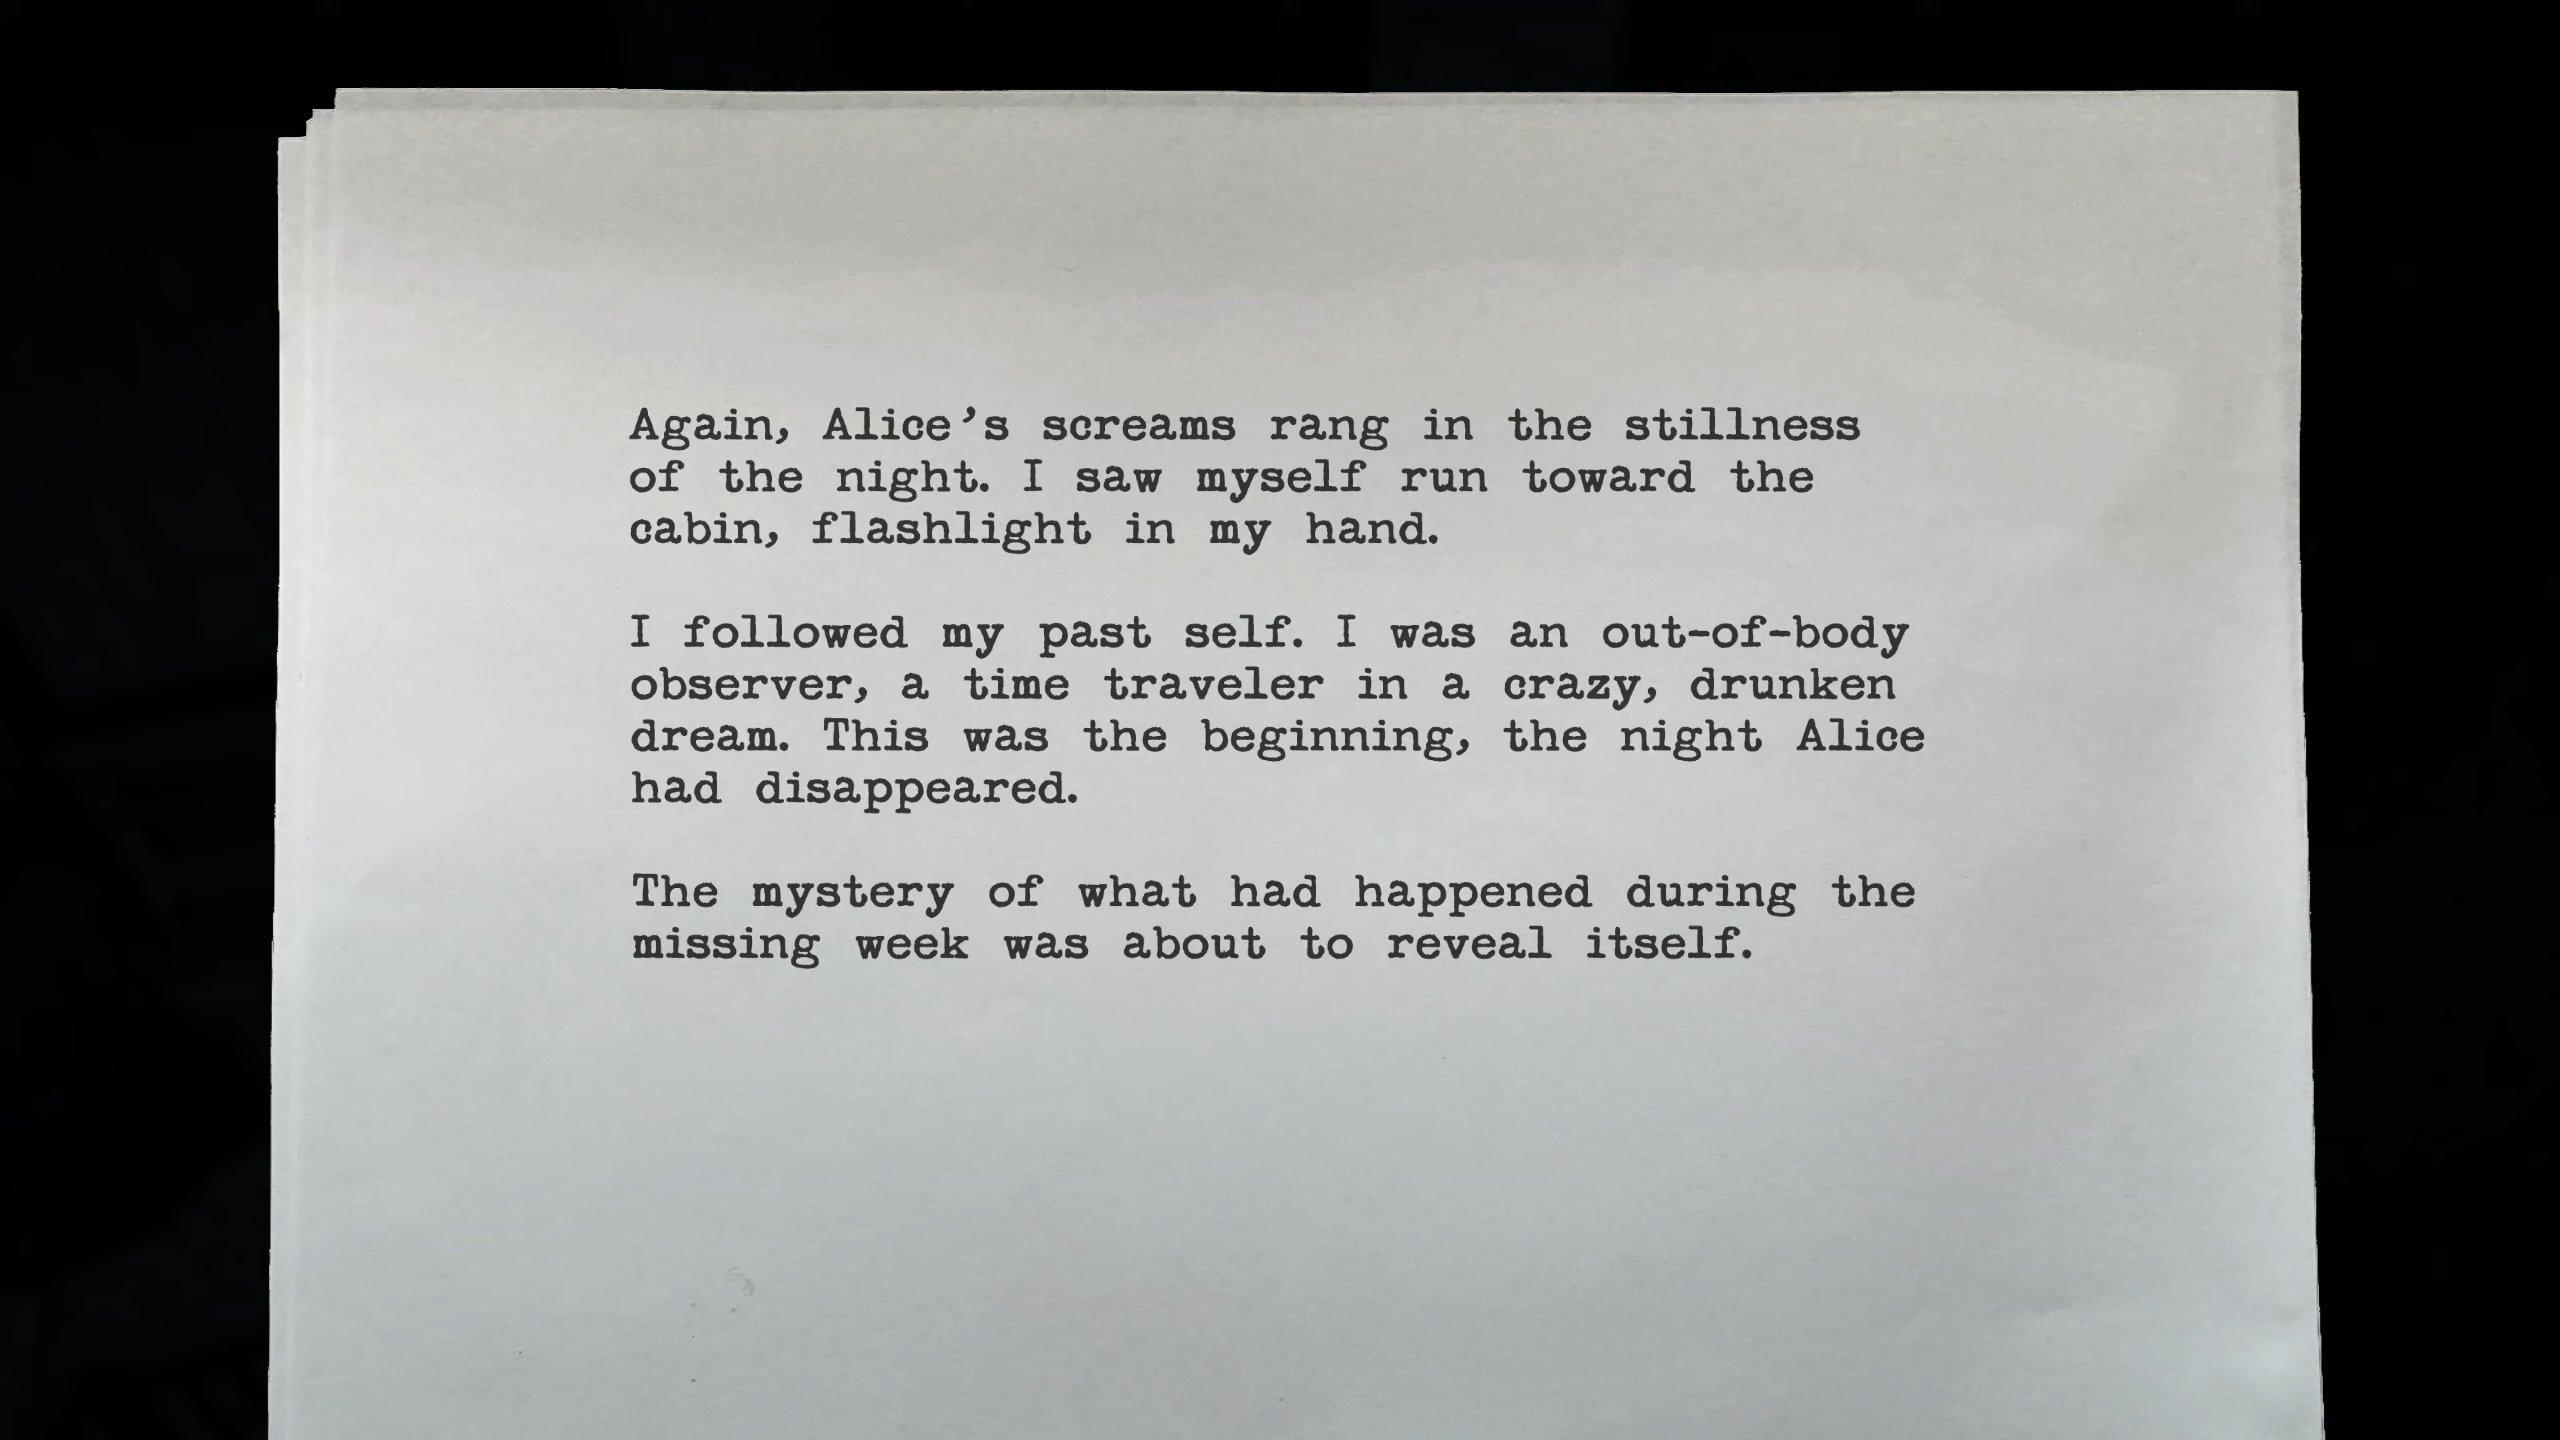 Again, Alice’s screams rang in the stillness
of the night. I saw myself run toward the
cabin, flashlight in my hand.
I followed my past self. I was an out-of-body
observer, a time traveler in a crazy, drunken
dream. This was the beginning, the night Alice
had disappeared.
The mystery of what had happened during the
missing week was about to reveal itself.